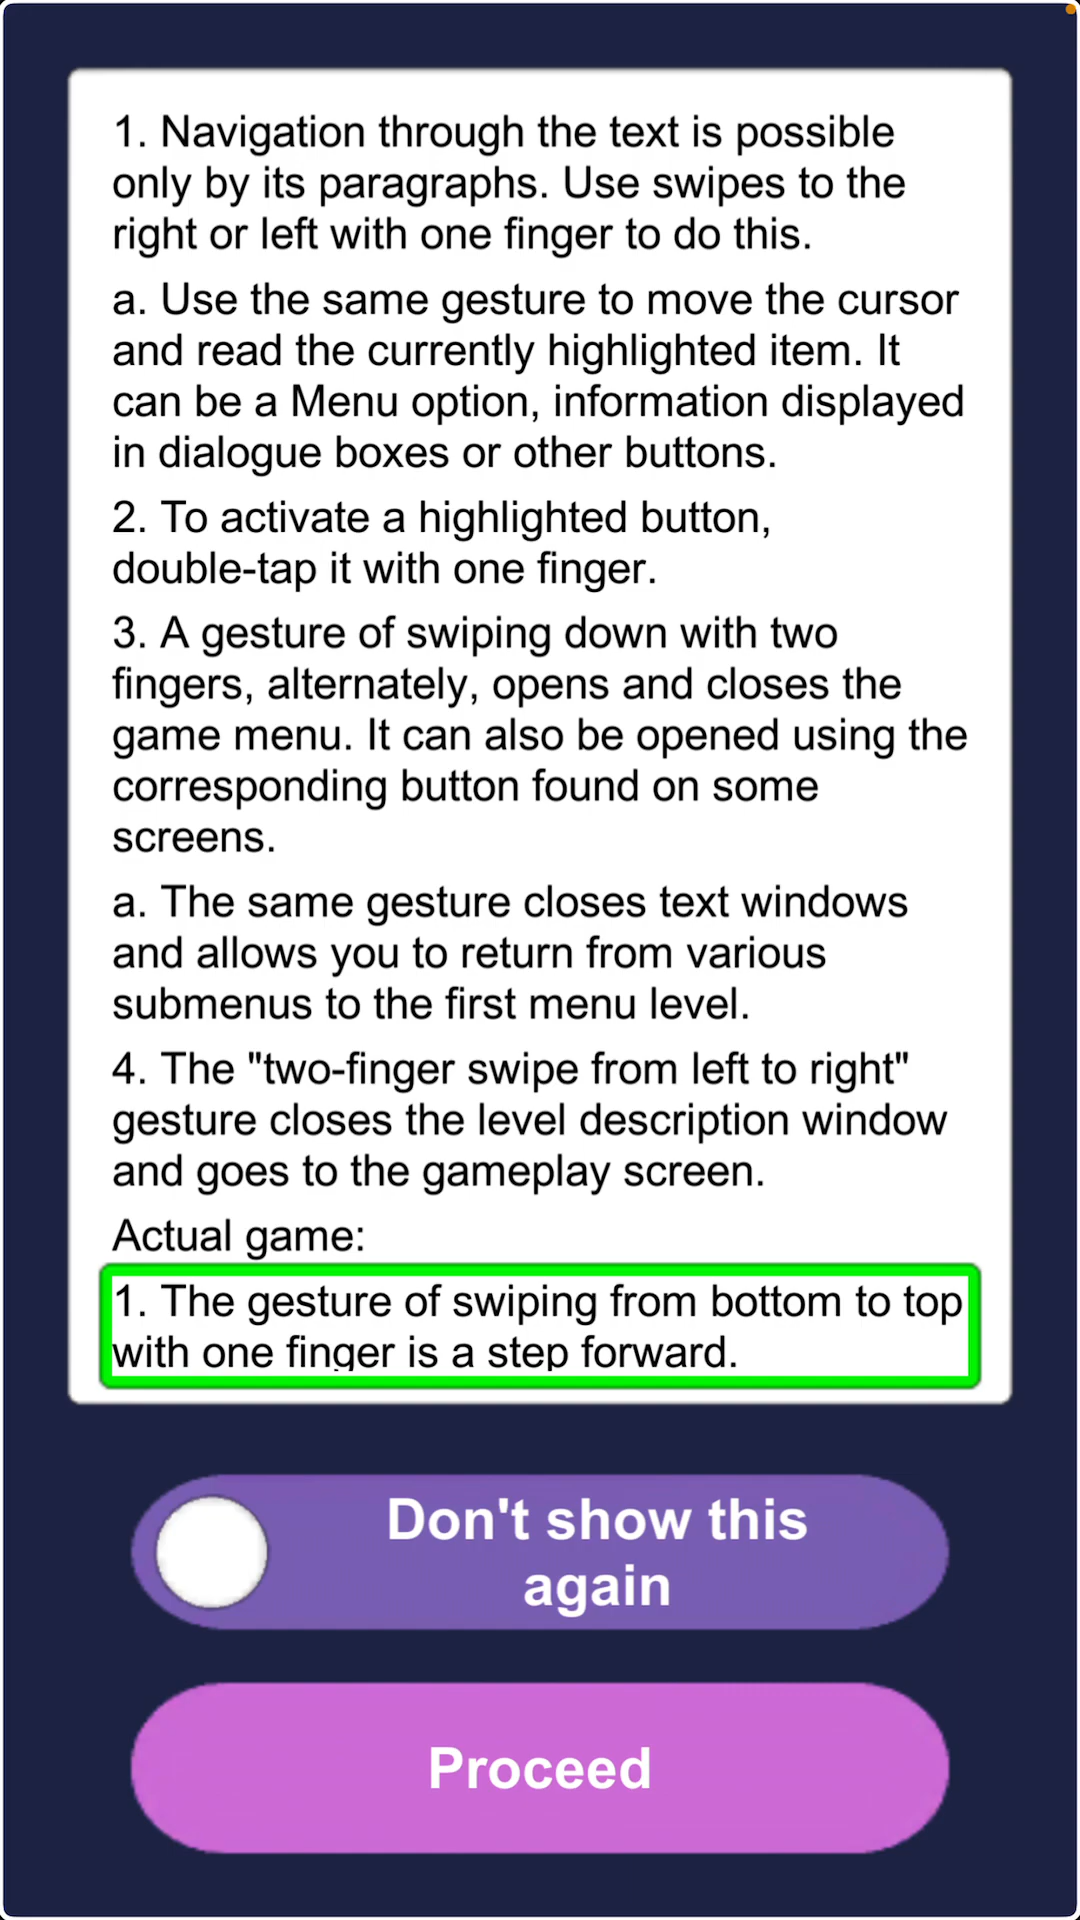 1. Navigation through the text is possible
only by its paragraphs. Use swipes to the
right or left with one finger to do this.
a. Use the same gesture to move the cursor
and read the currently highlighted item. It
can be a Menu option, information displayed
in dialogue boxes or other buttons.
2. To activate a highlighted button,
double-tap it with one finger.
3. A gesture of swiping down with two
fingers, alternately, opens and closes the
game menu. It can also be opened using the
corresponding button found on some
screens.
a. The same gesture closes text windows
and allows you to return from various
submenus to the first menu level.
4. The "two-finger swipe from left to right"
gesture closes the level description window
and goes to the gameplay screen.
Actual game:
1. The gesture of swiping from bottom to top
with one finger is a step forward.
Don't show this
again
Proceed